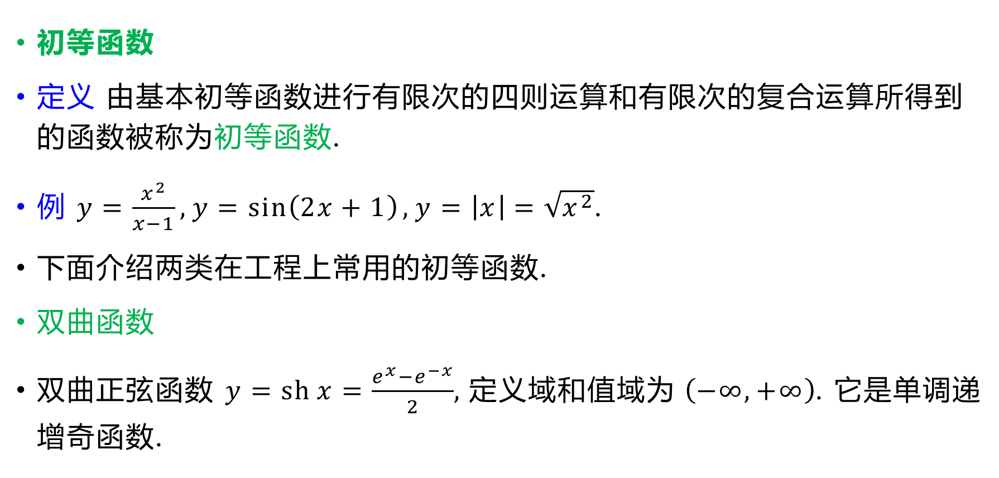 • 初等函数
• 定义 由基本初等函数进行有限次的四则运算和有限次的复合运算所得到
的函数被称为初等函数.
• 例 y = \frac{x^2}{x-1}, y = sin(2x + 1), y = |x| = \sqrt{x^2}.
• 下面介绍两类在工程上常用的初等函数.
• 双曲函数
• 双曲正弦函数 y = sh x = \frac{e^x - e^{-x}}{2}, 定义域和值域为 (−∞, +∞). 它是单调递
增奇函数.